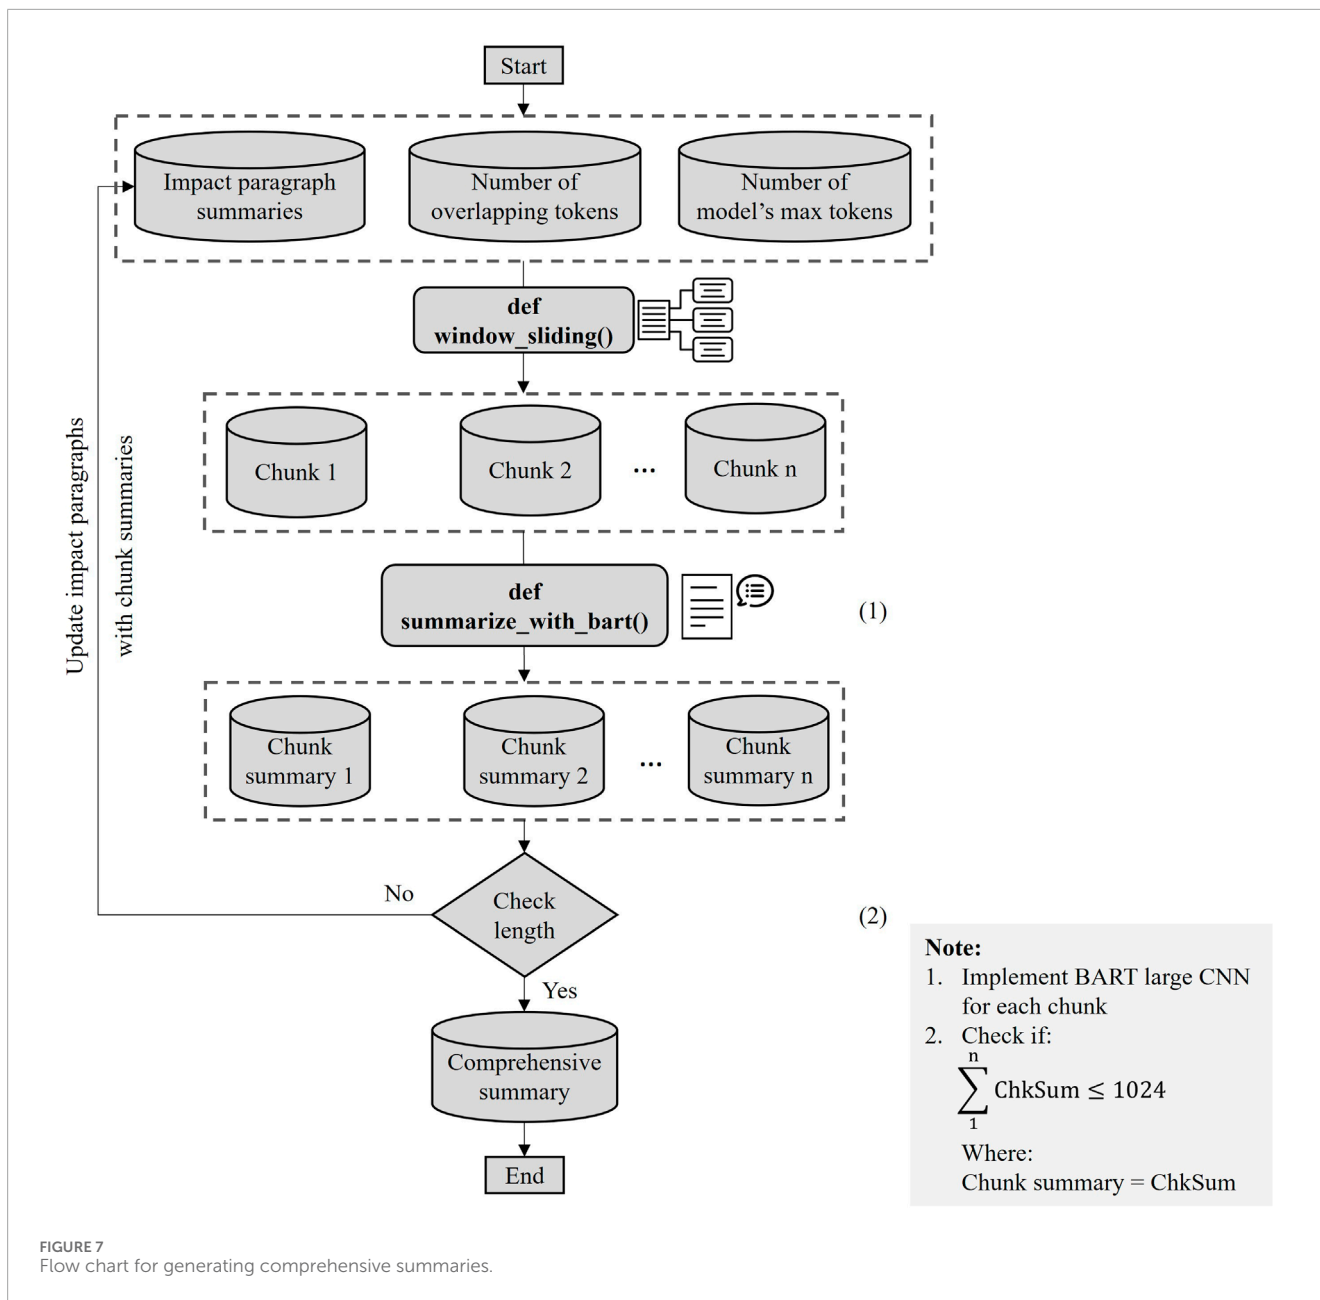 Start
Impact paragraph
summaries
Number of
overlapping tokens
Number of
model's max tokens
def
window_sliding()
Chunk 1
Chunk 2
...
Chunk n
def
summarize_with_bart()
(1)
Update impact paragraphs
with chunk summaries
Chunk
summary 1
Chunk
summary 2
...
Chunk
summary n
No
Check
length
(2)
Yes
Comprehensive
summary
End
Note:
1. Implement BART large CNN
for each chunk
2. Check if:
n
∑ ChkSum ≤ 1024
1
Where:
Chunk summary = ChkSum
FIGURE 7
Flow chart for generating comprehensive summaries.